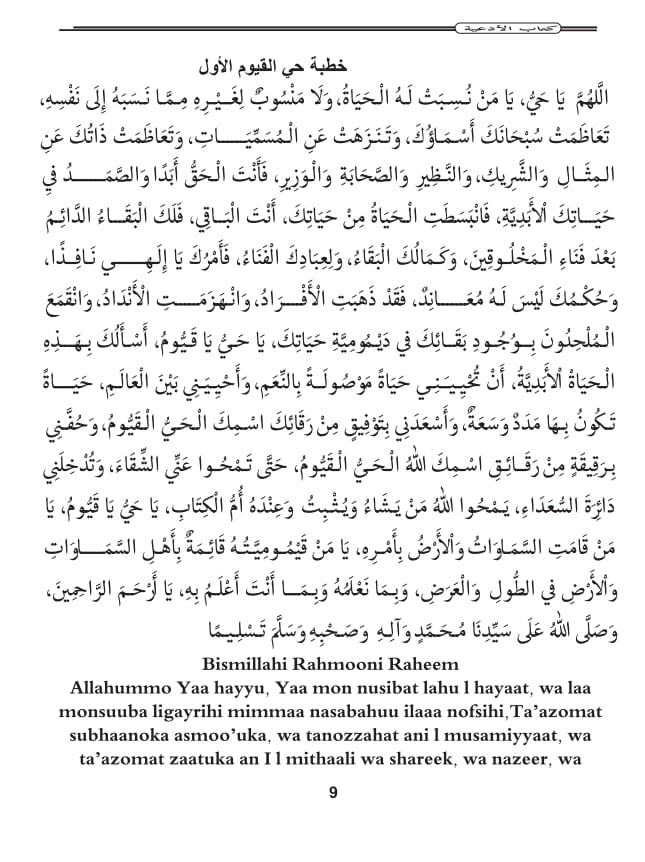 كتاب الأدعية
خطبة حي القيوم الأول
اللَّهُمَّ يَا حَيُّ، يَا مَنْ نُسِبَتْ لَهُ الْحَيَاةُ، وَلَا مَنْسُوبٌ لِغَيْرِهِ مِمَّا نَسَبَهُ إِلَى نَفْسِهِ،
تَعَاظَمَتْ سُبْحَانَكَ أَسْمَاؤُكَ، وَتَنَزَهَتْ عَنِ الْمُسَمِّيَاتِ، وَتَعَاظَمَتْ ذَاتُكَ عَنِ
المِثَالِ وَالشَّرِيكِ، وَالنَّظِيرِ وَالصَّحَابَةِ وَالْوَزِيرِ، فَأَنْتَ الْحَقُّ أَبَدًا وَالصَّمَدُ فِي
حَيَاتِكَ الْأَبَدِيَّةِ، فَانْبَسَطَتِ الْحَيَاةُ مِنْ حَيَاتِكَ، أَنْتَ الْبَاقِي، فَلَكَ الْبَقَاءُ الدَّائِمُ
بَعْدَ فَنَاءِ الْمَخْلُوقِينَ، وَكَمَالُكَ الْبَقَاءُ، وَلِعِبَادِكَ الْفَنَاءُ، فَأَمْرُكَ يَا إِلَهِي نَافِذًا،
وَحُكْمُكَ لَيْسَ لَهُ مُعَانِدٌ، فَقَدْ ذَهَبَتِ الْأَفْرَادُ، وَانْهَزَمَتِ الْأَنْدَادُ، وَانْقَمَعَ
الْمُلْحِدُونَ بِوُجُودِ بَقَائِكَ فِي دَيْمُومِيَّةِ حَيَاتِكَ، يَا حَيُّ يَا قَيُّومُ، أَسْأَلُكَ بِهَذِهِ
الْحَيَاةْ الْأَبَدِيَّةُ، أَنْ تُحْيِيَنِي حَيَاةً مَوْصُولَةً بِالنَّعِمِ، وَأَحْيِيَنِي بَيْنَ الْعَالَمِ، حَيَاةً
تَكُونُ بِهَا مَدَدٌ وَسَعَةٌ، وَأَسْعَدَنِي بِتَوْفِيقٍ مِنْ رَقَائِكَ اسْمِكَ الْحَيُّ الْقَيُّومُ، وَحُفَّنِي
بِرَقِيقَةٍ مِنْ رَقَائِقِ اسْمِكَ اللهُ الْحَيُّ الْقَيُّومُ، حَتَّى تَمْحُوا عَنِّي الشَّقَاءَ، وَتُدْخِلَنِي
دَائِرَةِ السُّعَدَاءِ، يَمْحُوا اللهُ مَنْ يَشَاءُ وَيُثْبِتُ وَعِنْدَهُ أُمُّ الْكِتَابِ، يَا حَيُّ يَا قَيُّومُ، يَا
مَنْ قَامَتِ السَّمَاوَاتُ وَالْأَرْضُ بِأَمْرِهِ، يَا مَنْ قَيْمُومِيَّتُهُ قَائِمَةٌ بِأَهْلِ السَّمَاوَاتِ
وَالْأَرْضِ فِي الطُّولِ وَالْعَرَضِ، وَبِمَا نَعْلَمُهُ وَبِمَا أَنْتَ أَعْلَمُ بِهِ، يَا أَرْحَمَ الرَّاحِمِينَ،
وَصَلَّى اللهُ عَلَى سَيِّدِنَا مُحَمَّدٍ وَآلِهِ وَصَحْبِهِ وَسَلَّمَ تَسْلِيمًا
Bismillahi Rahmooni Raheem
Allahummo Yaa hayyu, Yaa mon nusibat lahu l hayaat, wa laa
monsuuba ligayrihi mimmaa nasabahuu ilaaa nofsihi,Ta’azomat
subhaanoka asmoo’uka, wa tanozzahat ani l musamiyyaat, wa
ta’azomat zaatuka an I l mithaali wa shareek, wa nazeer, wa
9